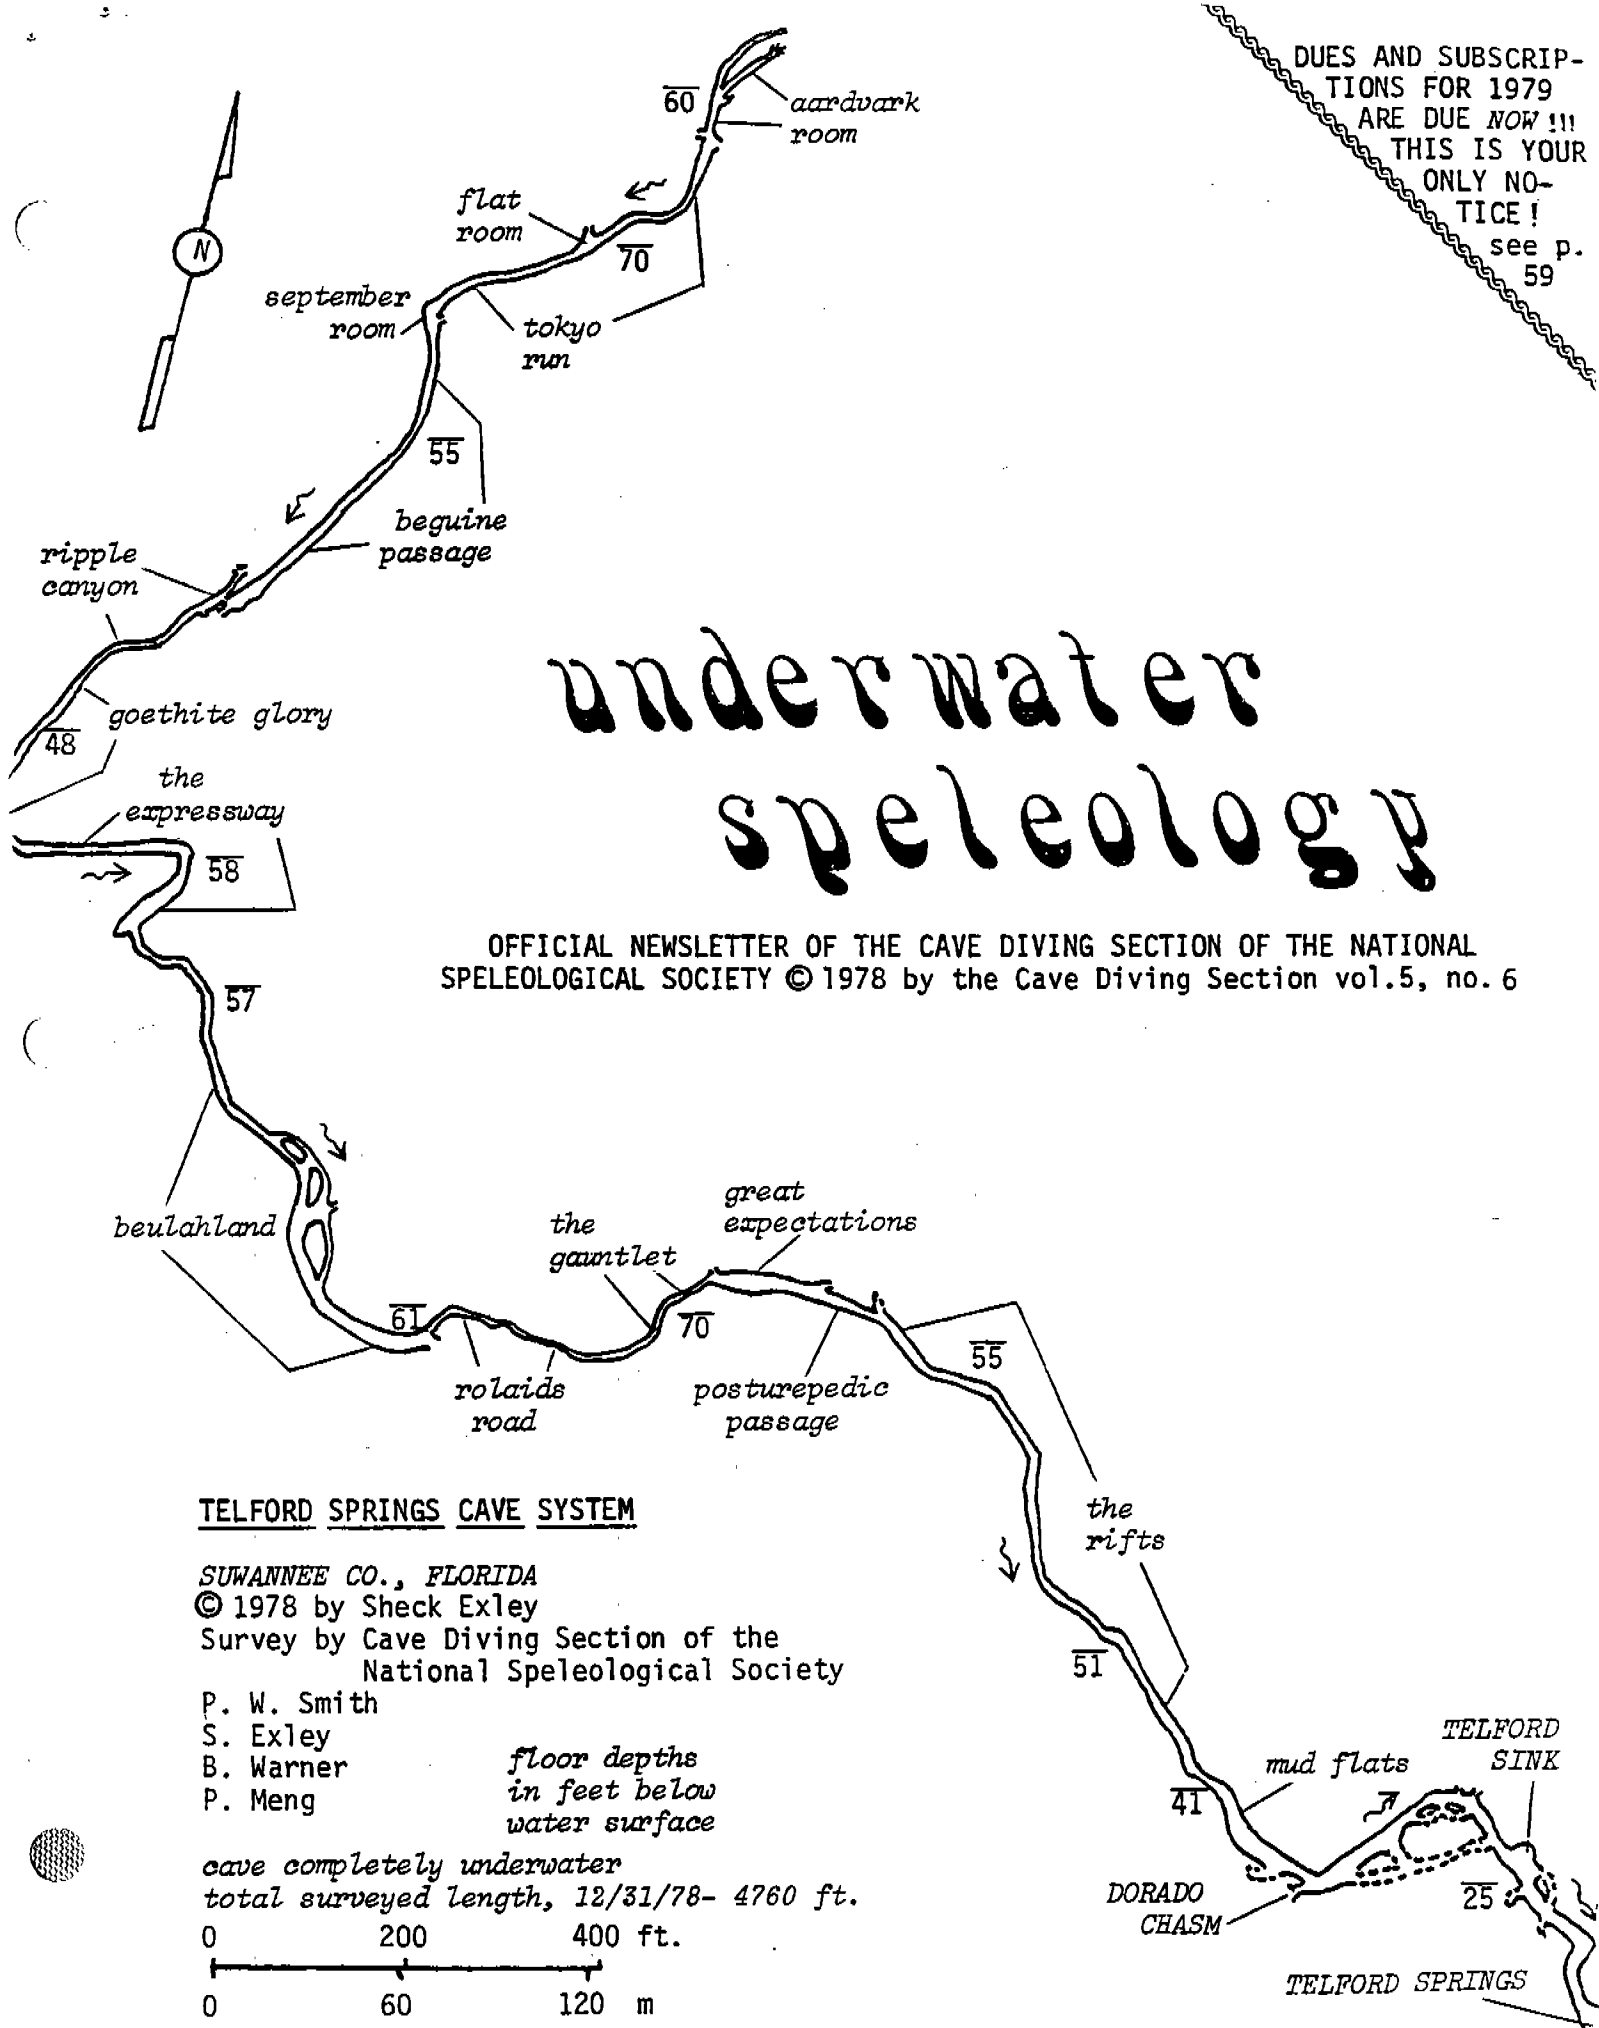 DUES AND SUBSCRIP-
TIONS FOR 1979
ARE DUE NOW!!!
THIS IS YOUR
ONLY NO-
TICE!
see p.
59
60
aardvark
room
flat
room
70
N
september
room
tokyo
run
55
beguine
passage
ripple
canyon
goethite glory
48
the
expressway
58
underwater
speleology
OFFICIAL NEWSLETTER OF THE CAVE DIVING SECTION OF THE NATIONAL
SPELEOLOGICAL SOCIETY © 1978 by the Cave Diving Section vol.5, no. 6
57
beulahland
61
rolaids
road
the
gauntlet
70
great
expectations
posturepedic
passage
55
the
rifts
51
41
mud flats
TELFORD
SINK
DORADO
CHASM
25
TELFORD SPRINGS
TELFORD SPRINGS CAVE SYSTEM
SUWANNEE CO., FLORIDA
© 1978 by Sheck Exley
Survey by Cave Diving Section of the
National Speleological Society
P. W. Smith
S. Exley
B. Warner
P. Meng
floor depths
in feet below
water surface
cave completely underwater
total surveyed length, 12/31/78- 4760 ft.
0 200 400 ft.
0 60 120 m